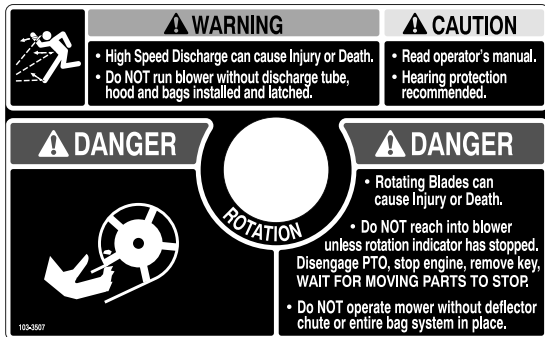 WARNING
• High Speed Discharge can cause Injury or Death.
• Do NOT run blower without discharge tube,
hood and bags installed and latched.
CAUTION
• Read operator's manual.
• Hearing protection
recommended.
DANGER
103-3507
ROTATION
DANGER
• Rotating Blades can
cause Injury or Death.
• Do NOT reach into blower
unless rotation indicator has stopped.
Disengage PTO, stop engine, remove key,
WAIT FOR MOVING PARTS TO STOP.
• Do NOT operate mower without deflector
chute or entire bag system in place.